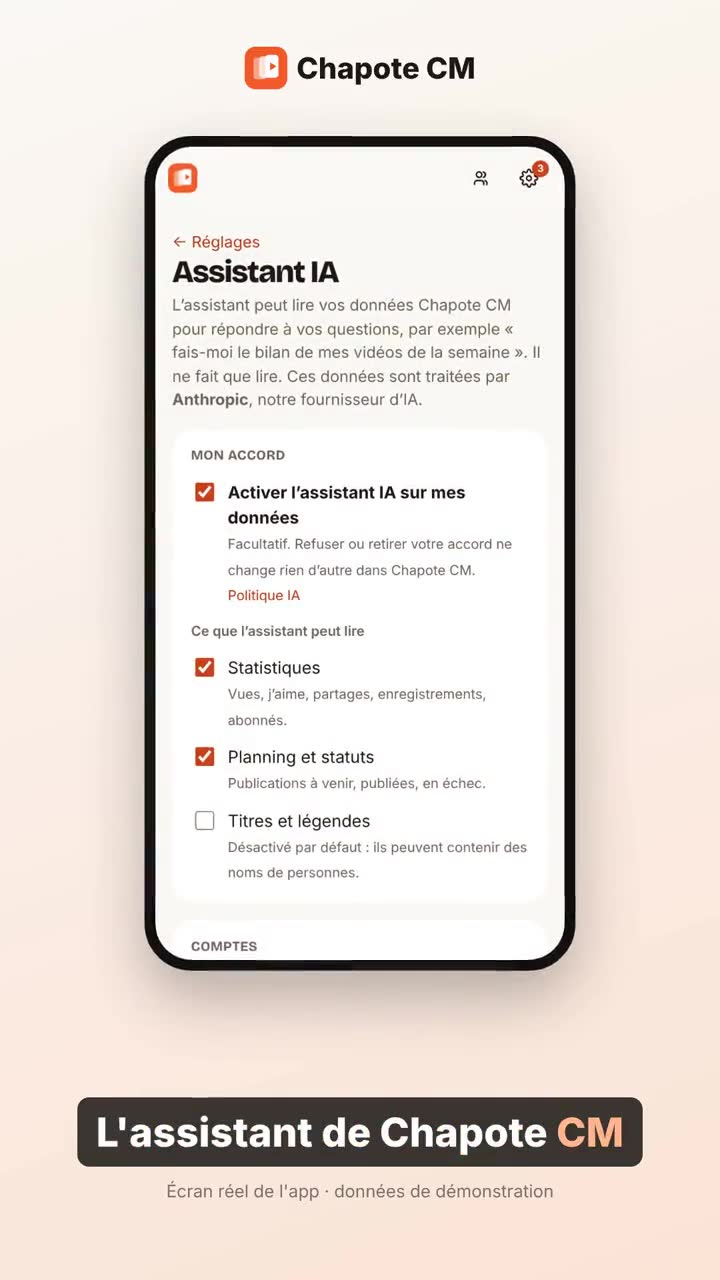 Chapote CM
3
← Réglages
Assistant IA
L’assistant peut lire vos données Chapote CM
pour répondre à vos questions, par exemple «
fais-moi le bilan de mes vidéos de la semaine ». Il
ne fait que lire. Ces données sont traitées par
Anthropic, notre fournisseur d’IA.
MON ACCORD
Activer l’assistant IA sur mes
données
Facultatif. Refuser ou retirer votre accord ne
change rien d’autre dans Chapote CM.
Politique IA
Ce que l’assistant peut lire
Statistiques
Vues, j’aime, partages, enregistrements,
abonnés.
Planning et statuts
Publications à venir, publiées, en échec.
Titres et légendes
Désactivé par défaut : ils peuvent contenir des
noms de personnes.
COMPTES
L'assistant de Chapote CM
Écran réel de l'app · données de démonstration